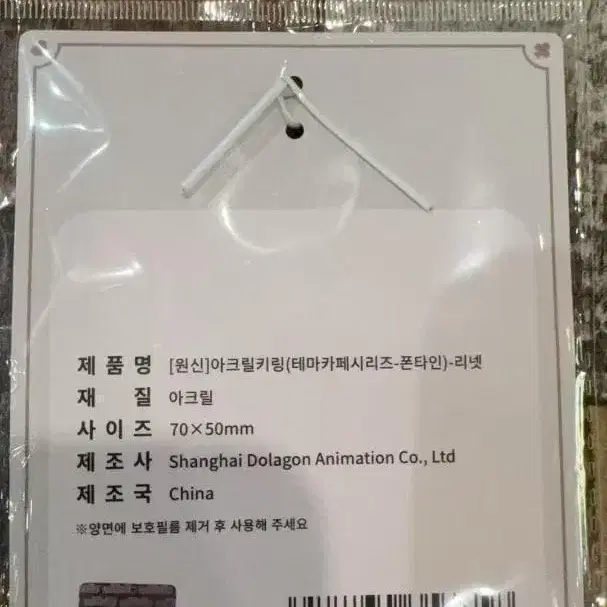 제 품 명 [원신]아크릴키링(테마카페시리즈-폰타인)-리넷
재 질 아크릴
사 이 즈 70×50mm
제 조 사 Shanghai Dolagon Animation Co., Ltd
제 조 국 China
※양면에 보호필름 제거 후 사용해 주세요